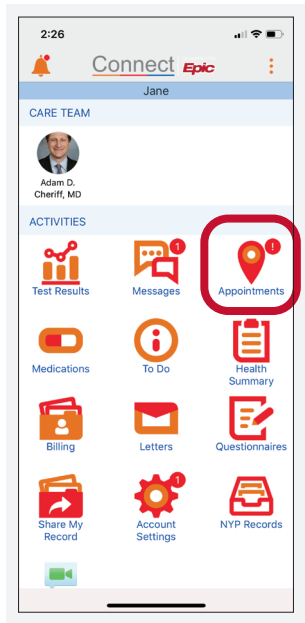 2:26
Connect Epic
Jane
CARE TEAM
Adam D.
Cheriff, MD
ACTIVITIES
1
!
Test Results
Messages
Appointments
Medications
To Do
Health
Summary
Billing
Letters
Questionnaires
1
Share My
Record
Account
Settings
NYP Records